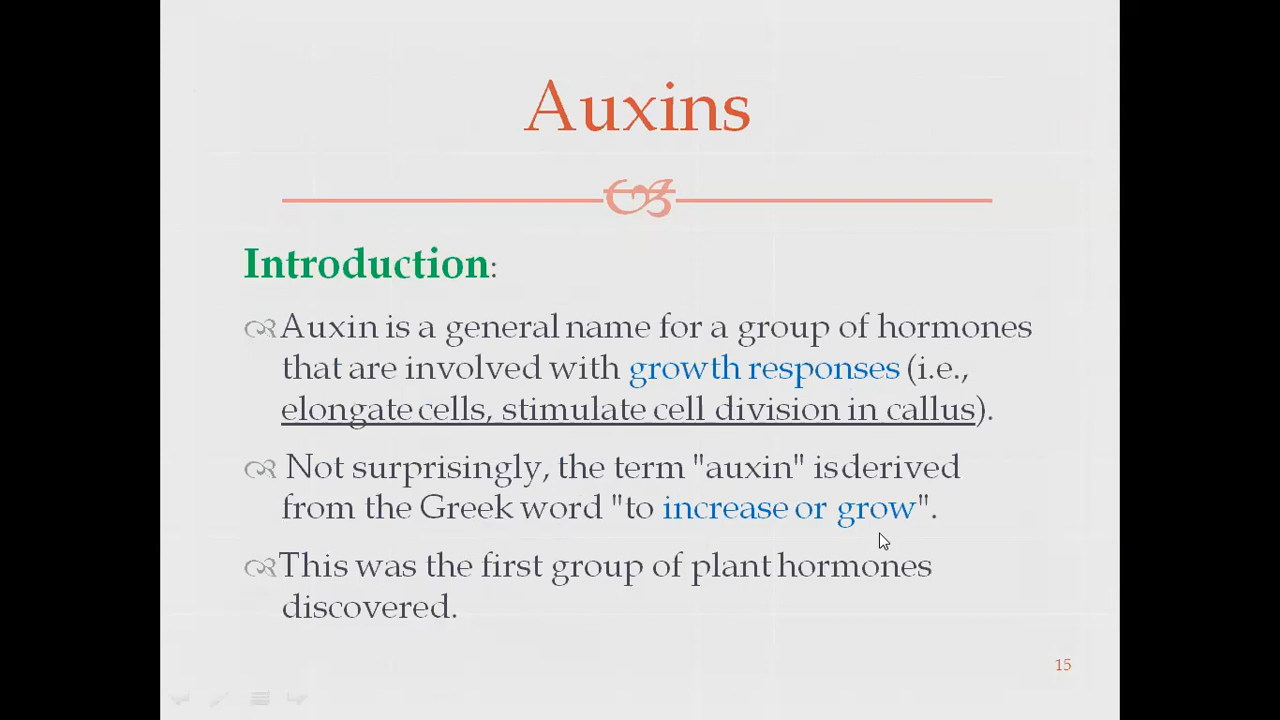 Auxins
Introduction:
Auxin is a general name for a group of hormones
that are involved with growth responses (i.e.,
elongate cells, stimulate cell division in callus).
Not surprisingly, the term "auxin" is derived
from the Greek word "to increase or grow".
This was the first group of plant hormones
discovered.
15